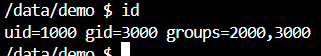 /data/demo $ id
uid=1000 gid=3000 groups=2000,3000
/data/demo $